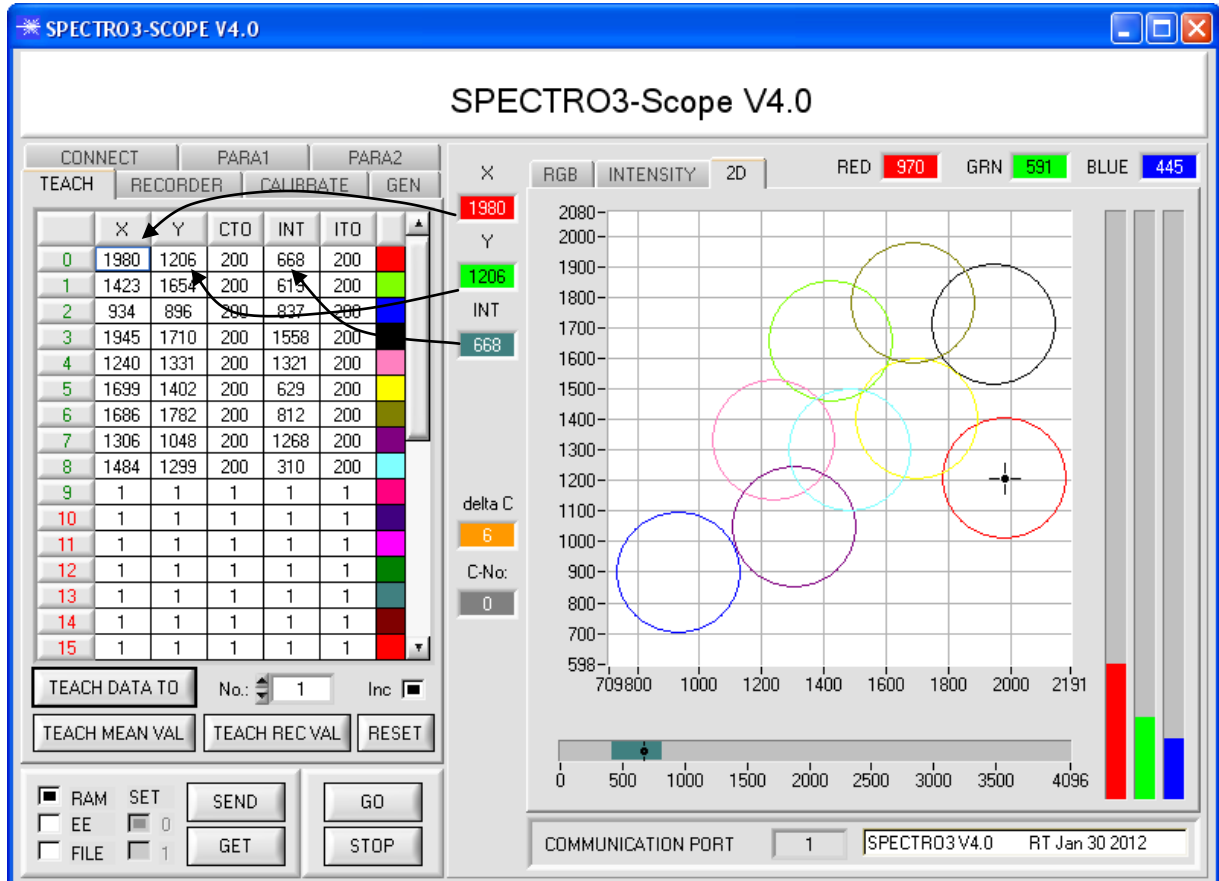 SPECTRO3-SCOPE V4.0
SPECTRO3-Scope V4.0
CONNECT PARA1 PARA2
TEACH RECORDER CALIBRATE GEN
X Y CTO INT ITO
0 1980 1206 200 668 200
1 1423 1654 200 619 200
2 934 896 200 837 200
3 1945 1710 200 1558 200
4 1240 1331 200 1321 200
5 1699 1402 200 629 200
6 1686 1782 200 812 200
7 1306 1048 200 1268 200
8 1484 1299 200 310 200
9 1 1 1 1 1
10 1 1 1 1 1
11 1 1 1 1 1
12 1 1 1 1 1
13 1 1 1 1 1
14 1 1 1 1 1
15 1 1 1 1 1
TEACH DATA TO No.: 1 Inc
TEACH MEAN VAL TEACH REC VAL RESET
RAM SET
EE 0
FILE 1
SEND
GET
GO
STOP
X
1980
Y
1206
INT
668
delta C
6
C-No:
0
RGB INTENSITY 2D
RED 970 GRN 591 BLUE 445
2080
2000
1900
1800
1700
1600
1500
1400
1300
1200
1100
1000
900
800
700
598
709 800 1000 1200 1400 1600 1800 2000 2191
0 500 1000 1500 2000 2500 3000 3500 4096
COMMUNICATION PORT 1 SPECTRO3 V4.0 RT Jan 30 2012